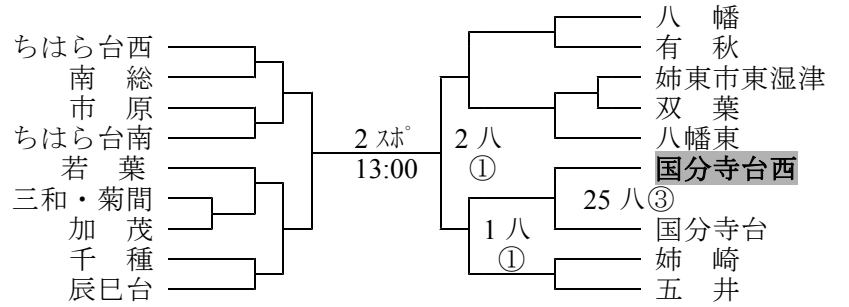 ちはら台西
南　総
市　原
ちはら台南
若　葉
三和・菊間
加　茂
千　種
辰巳台
2 ｽﾎﾟ
13:00
2 八
①
1 八
①
25 八③
八　幡
有　秋
姉東市東湿津
双　葉
八幡東
国分寺台西
国分寺台
姉　崎
五　井